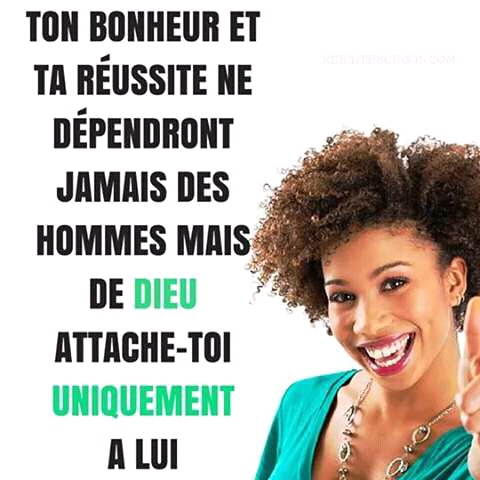 TON BONHEUR ET
TA RÉUSSITE NE
DÉPENDRONT
JAMAIS DES
HOMMES MAIS
DE DIEU
ATTACHE-TOI
UNIQUEMENT
A LUI